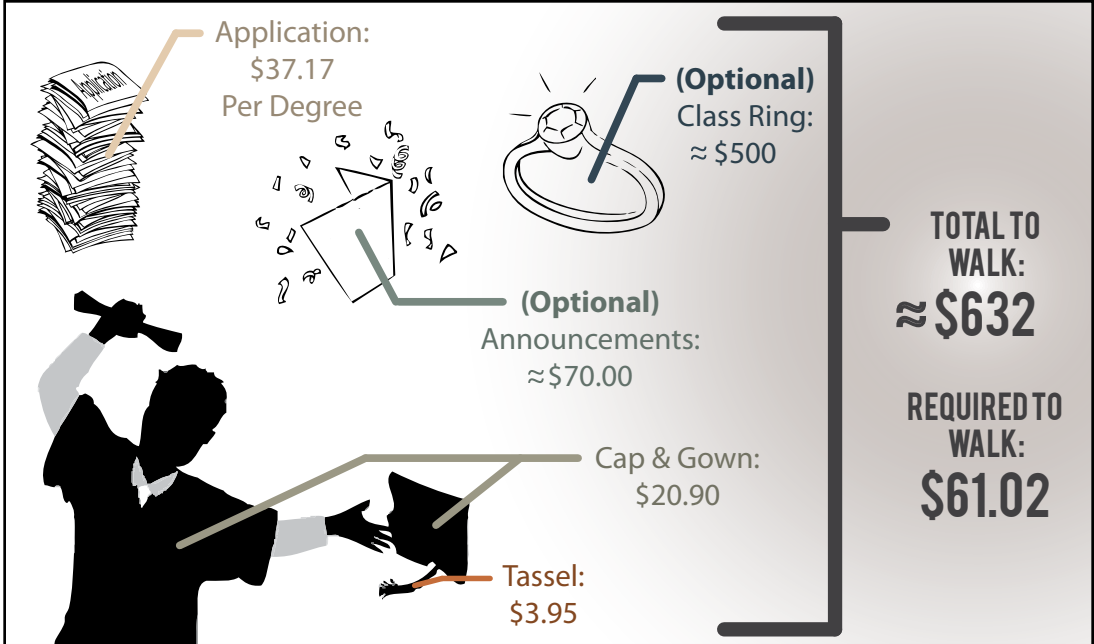 Application
Application:
$37.17
Per Degree
(Optional)
Class Ring:
≈ $500
(Optional)
Announcements:
≈$70.00
Cap & Gown:
$20.90
Tassel:
$3.95
TOTAL TO
WALK:
≈$632
REQUIRED TO
WALK:
$61.02